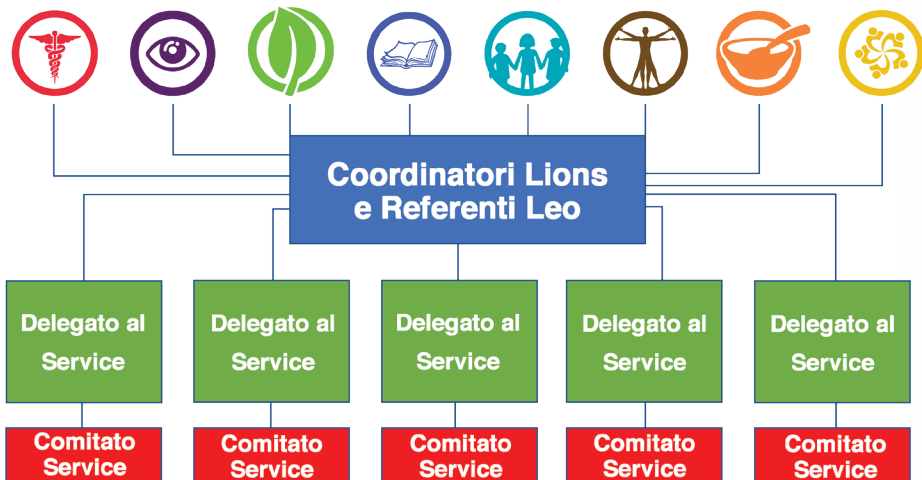 Coordinatori Lions
e Referenti Leo
Delegato al
Service
Delegato al
Service
Delegato al
Service
Delegato al
Service
Delegato al
Service
Comitato
Service
Comitato
Service
Comitato
Service
Comitato
Service
Comitato
Service